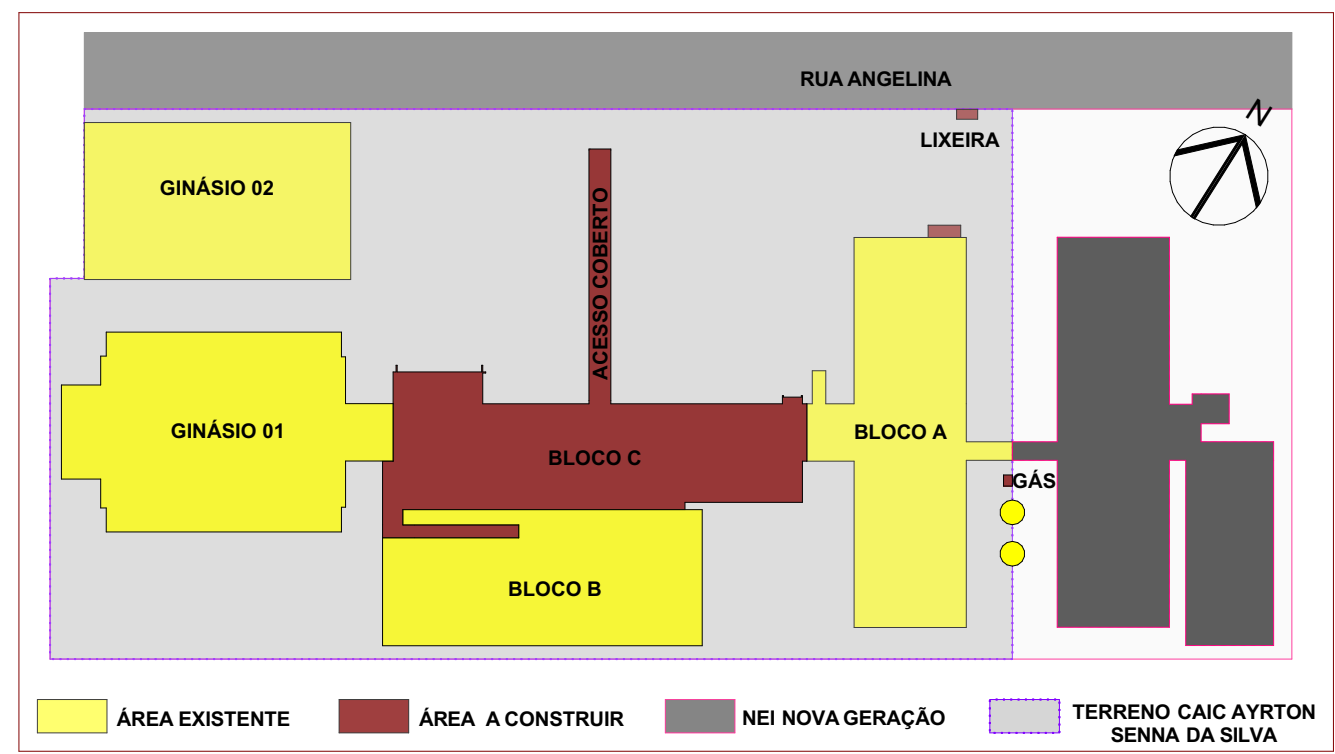 RUA ANGELINA
N
LIXEIRA
GINÁSIO 02
ACESSO COBERTO
GINÁSIO 01
BLOCO A
BLOCO C
GÁS
BLOCO B
ÁREA EXISTENTE
ÁREA A CONSTRUIR
NEI NOVA GERAÇÃO
TERRENO CAIC AYRTON
SENNA DA SILVA